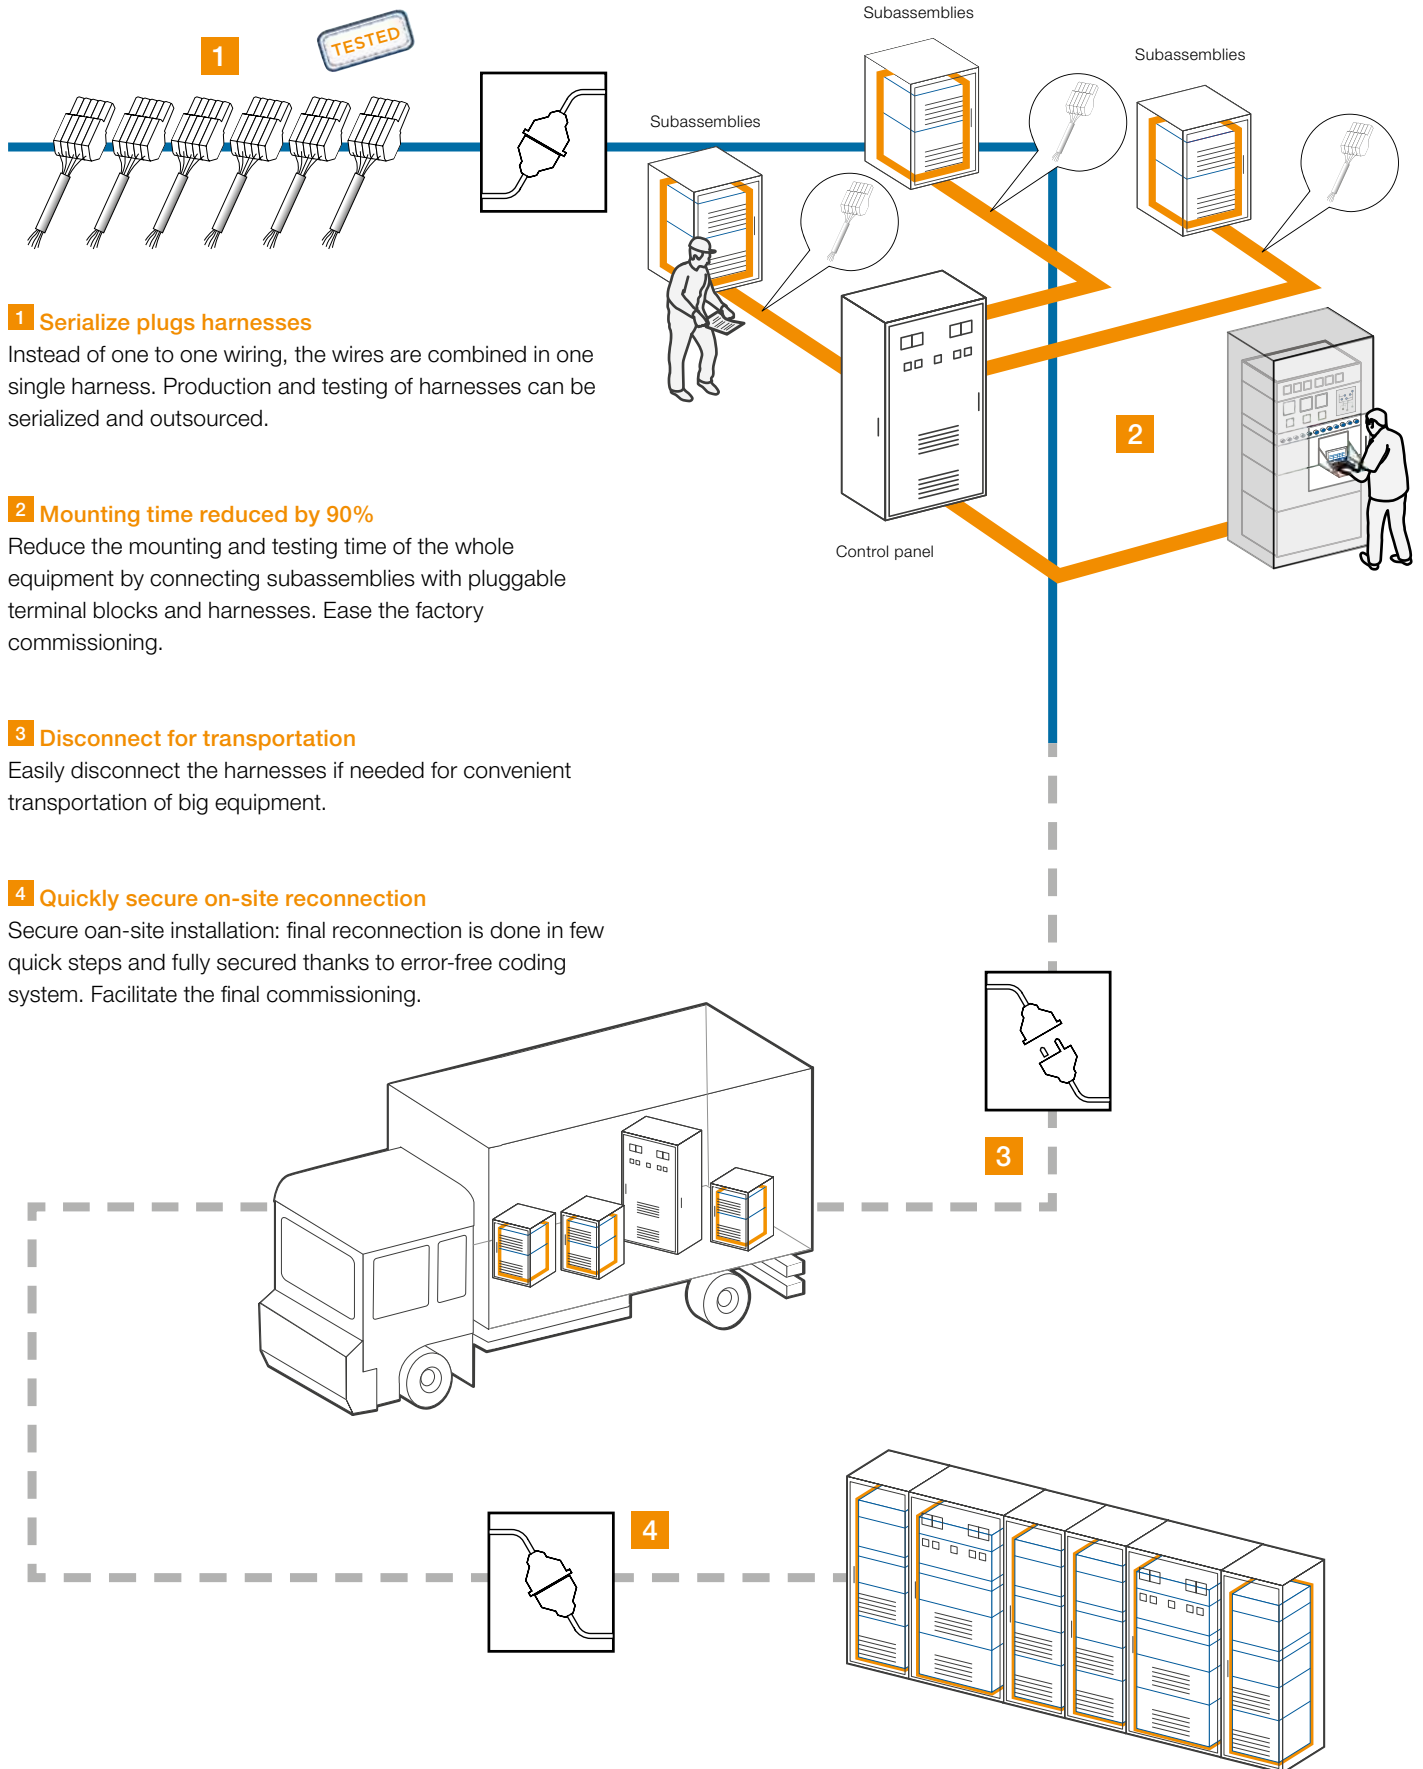 Subassemblies
1
TESTED
Subassemblies
Subassemblies
1 Serialize plugs harnesses
Instead of one to one wiring, the wires are combined in one
single harness. Production and testing of harnesses can be
serialized and outsourced.
2
2 Mounting time reduced by 90%
Reduce the mounting and testing time of the whole
equipment by connecting subassemblies with pluggable
terminal blocks and harnesses. Ease the factory
commissioning.
Control panel
3 Disconnect for transportation
Easily disconnect the harnesses if needed for convenient
transportation of big equipment.
4 Quickly secure on-site reconnection
Secure oan-site installation: final reconnection is done in few
quick steps and fully secured thanks to error-free coding
system. Facilitate the final commissioning.
3
4